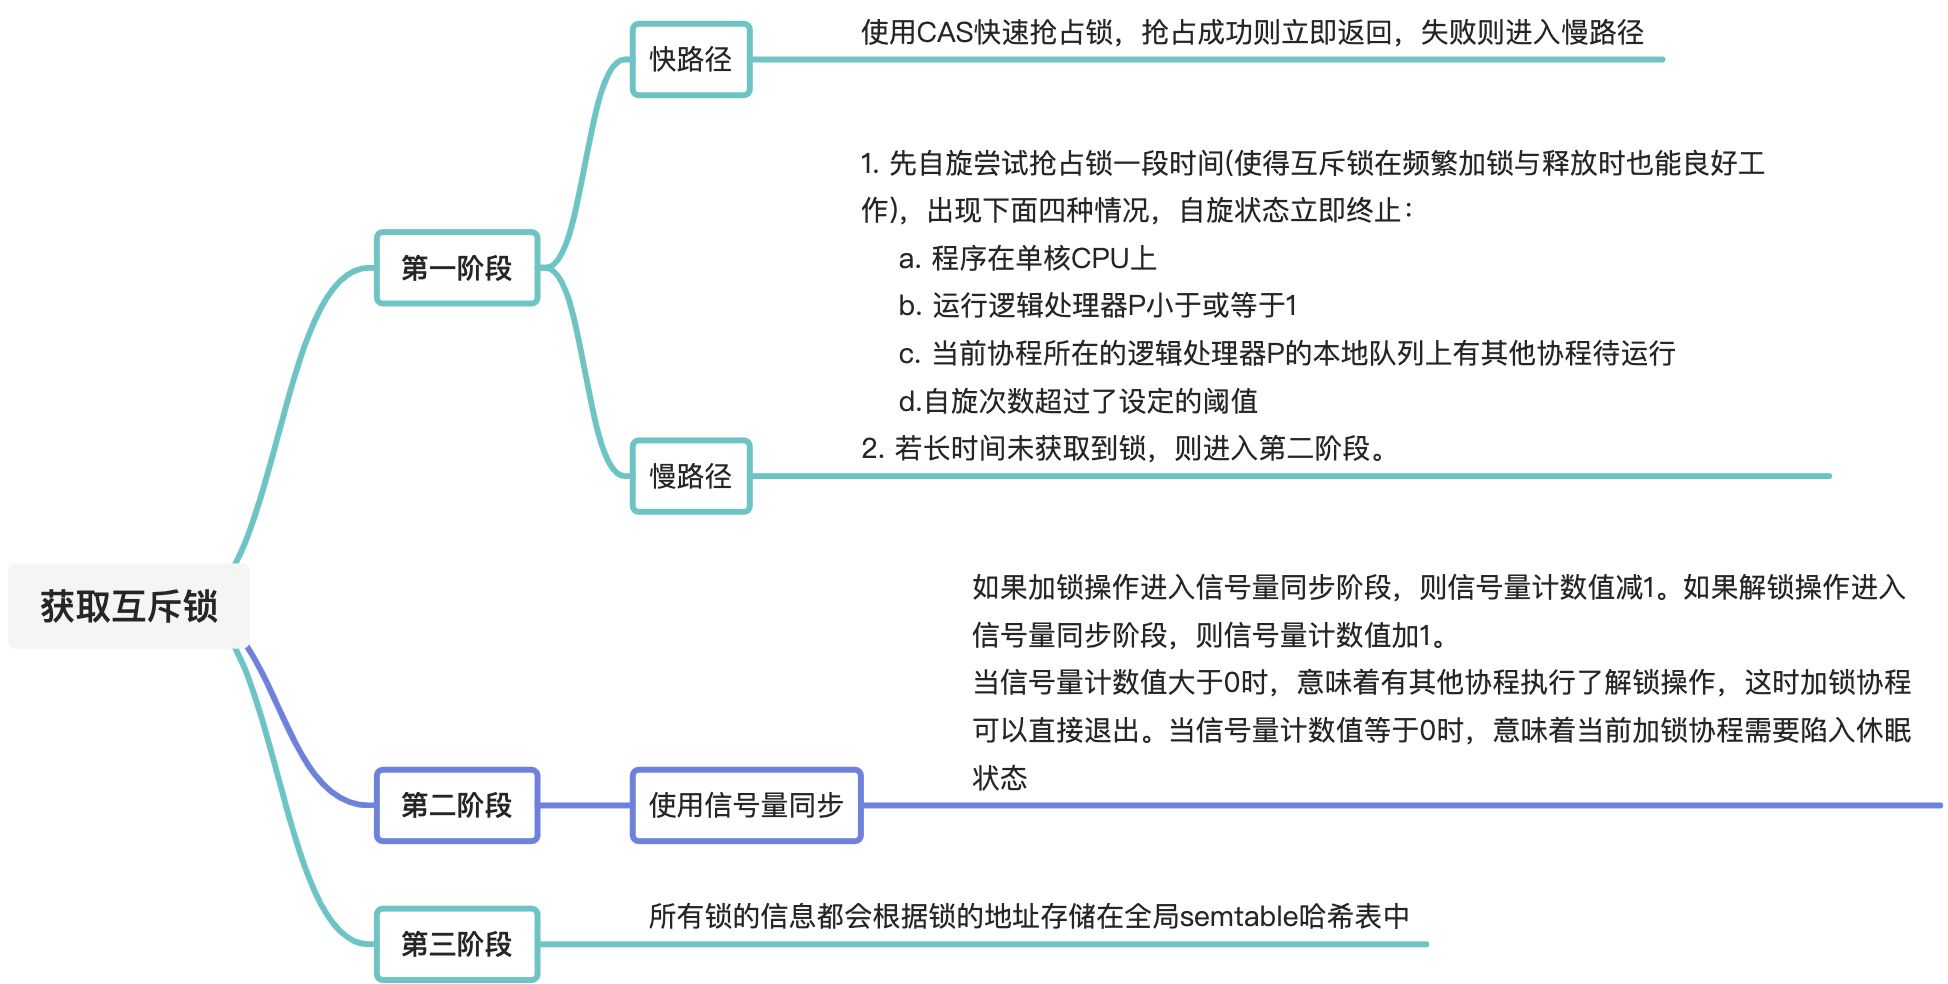 获取互斥锁
第一阶段
快路径
使用CAS快速抢占锁，抢占成功则立即返回，失败则进入慢路径
慢路径
1. 先自旋尝试抢占锁一段时间(使得互斥锁在频繁加锁与释放时也能良好工
作)，出现下面四种情况，自旋状态立即终止：
a. 程序在单核CPU上
b. 运行逻辑处理器P小于或等于1
c. 当前协程所在的逻辑处理器P的本地队列上有其他协程待运行
d.自旋次数超过了设定的阈值
2. 若长时间未获取到锁，则进入第二阶段。
第二阶段
使用信号量同步
如果加锁操作进入信号量同步阶段，则信号量计数值减1。如果解锁操作进入
信号量同步阶段，则信号量计数值加1。
当信号量计数值大于0时，意味着有其他协程执行了解锁操作，这时加锁协程
可以直接退出。当信号量计数值等于0时，意味着当前加锁协程需要陷入休眠
状态
第三阶段
所有锁的信息都会根据锁的地址存储在全局semtable哈希表中